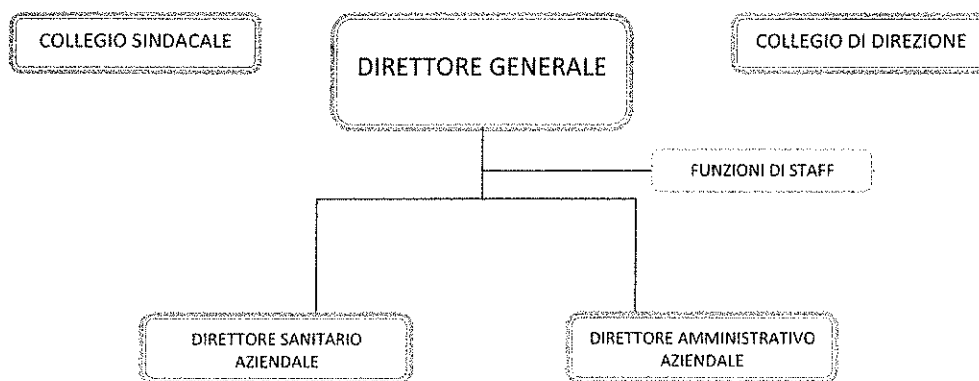 COLLEGIO SINDACALE
DIRETTORE GENERALE
COLLEGIO DI DIREZIONE
FUNZIONI DI STAFF
DIRETTORE SANITARIO
AZIENDALE
DIRETTORE AMMINISTRATIVO
AZIENDALE